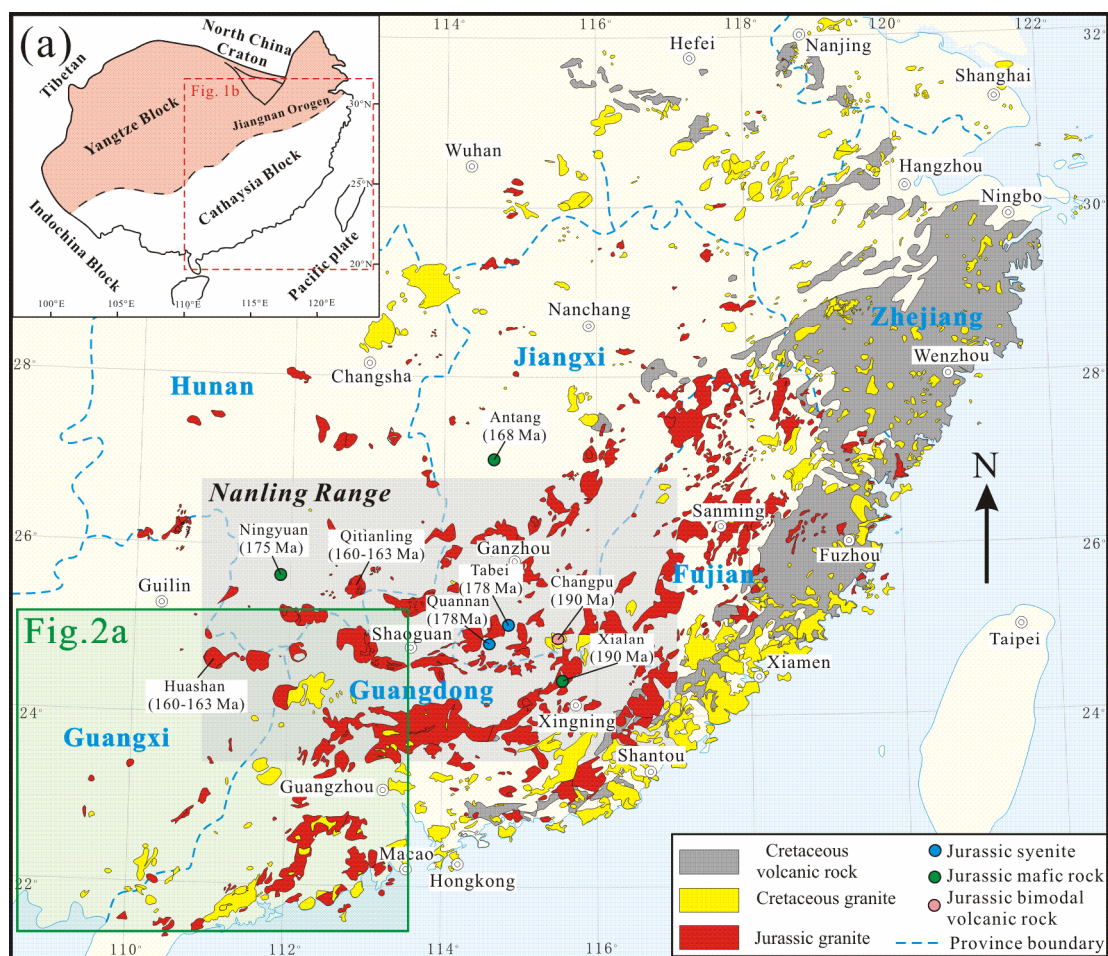 (a)
North China
Craton
Tibetan
Fig. 1b
30°N
Jiangnan Orogen
Yangtze Block
Cathaysia Block
25°N
Indochina Block
Pacific plate
20°N
100°E
105°E
110°E
115°E
120°E
114°
116°
118°
120°
32°
Hefei
Nanjing
Shanghai
122°
Wuhan
Hangzhou
Ningbo
30°
Nanchang
Zhejiang
Jiangxi
Wenzhou
28°
Hunan
Changsha
28°
Antang
(168 Ma)
N
Nanling Range
Sanming
Ningyuan
(175 Ma)
Qitianling
(160-163 Ma)
26°
Ganzhou
Fuzhou
26°
Tabei
(178 Ma)
Changpu
(190 Ma)
Fujian
Guilin
Quannan
(178Ma)
Fig.2a
Shaoguan
Xialan
(190 Ma)
Taipei
Xiamen
Huashan
(160-163 Ma)
Guangdong
24°
24°
Xingning
Guangxi
Shantou
Guangzhou
Macao
Hongkong
22°
Cretaceous
volcanic rock
Cretaceous granite
Jurassic granite
Jurassic syenite
Jurassic mafic rock
Jurassic bimodal
volcanic rock
Province boundary
110°
112°
114°
116°